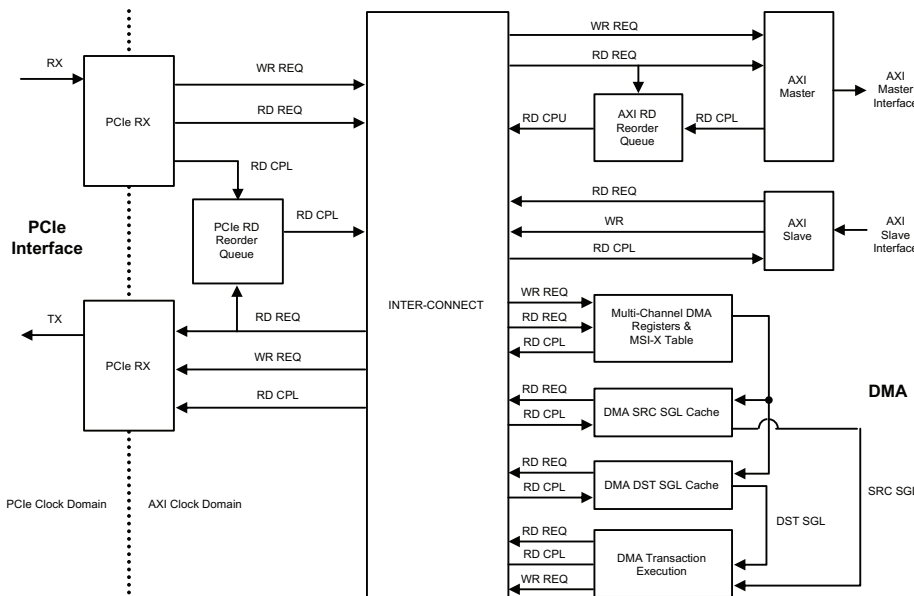 RX
PCIe RX
WR REQ
RD REQ
RD CPL
PCIe RD
Reorder
Queue
RD CPL
PCIe
Interface
TX
PCIe RX
RD REQ
WR REQ
RD CPL
PCIe Clock Domain
AXI Clock Domain
INTER-CONNECT
WR REQ
RD REQ
RD CPU
AXI RD
Reorder
Queue
RD CPL
AXI
Master
AXI
Master
Interface
RD REQ
WR
RD CPL
AXI
Slave
AXI
Slave
Interface
WR REQ
RD REQ
RD CPL
Multi-Channel DMA
Registers &
MSI-X Table
RD REQ
RD CPL
DMA SRC SGL Cache
DMA
RD REQ
RD CPL
DMA DST SGL Cache
SRC SGL
DST SGL
RD REQ
RD CPL
WR REQ
DMA Transaction
Execution